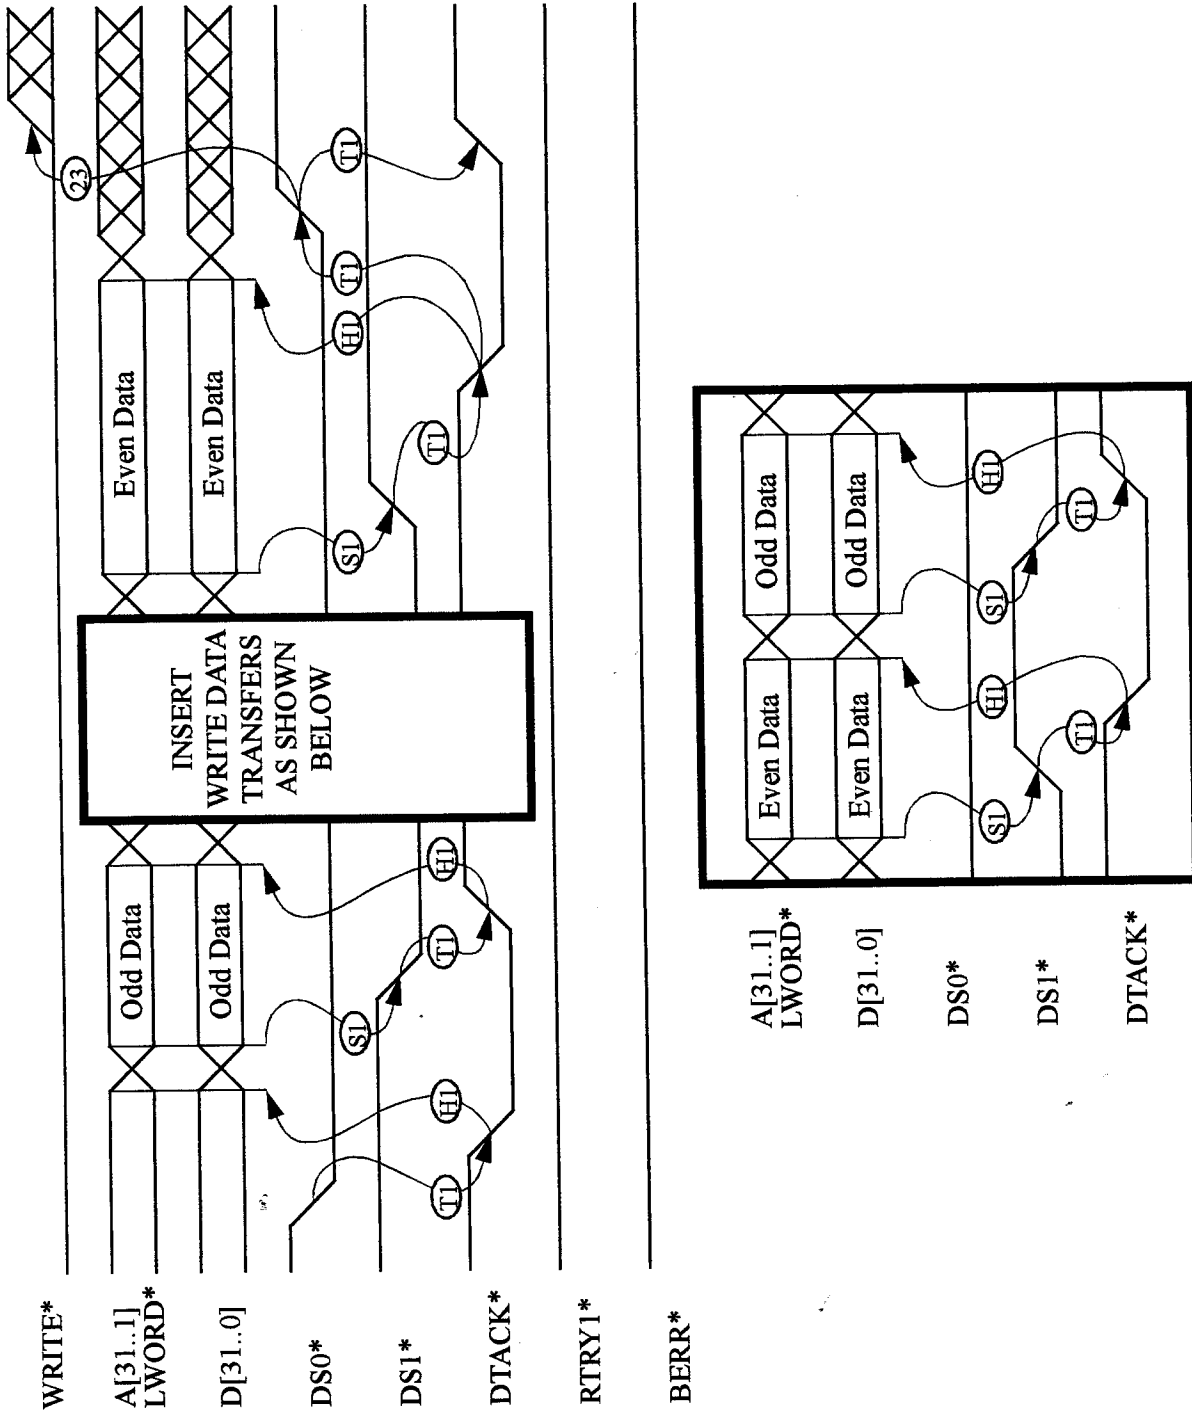 WRITE*
A[31..1]
LWORD*
D[31..0]
DS0*
DS1*
DTACK*
RTRY1*
BERR*
Odd Data
Odd Data
INSERT
WRITE DATA
TRANSFERS
AS SHOWN
BELOW
Even Data
Even Data
T1
H1
S1
T1
H1
S1
T1
H1
T1
T1
23
A[31..1]
LWORD*
D[31..0]
DS0*
DS1*
DTACK*
Even Data
Odd Data
Even Data
Odd Data
S1
T1
H1
S1
T1
H1